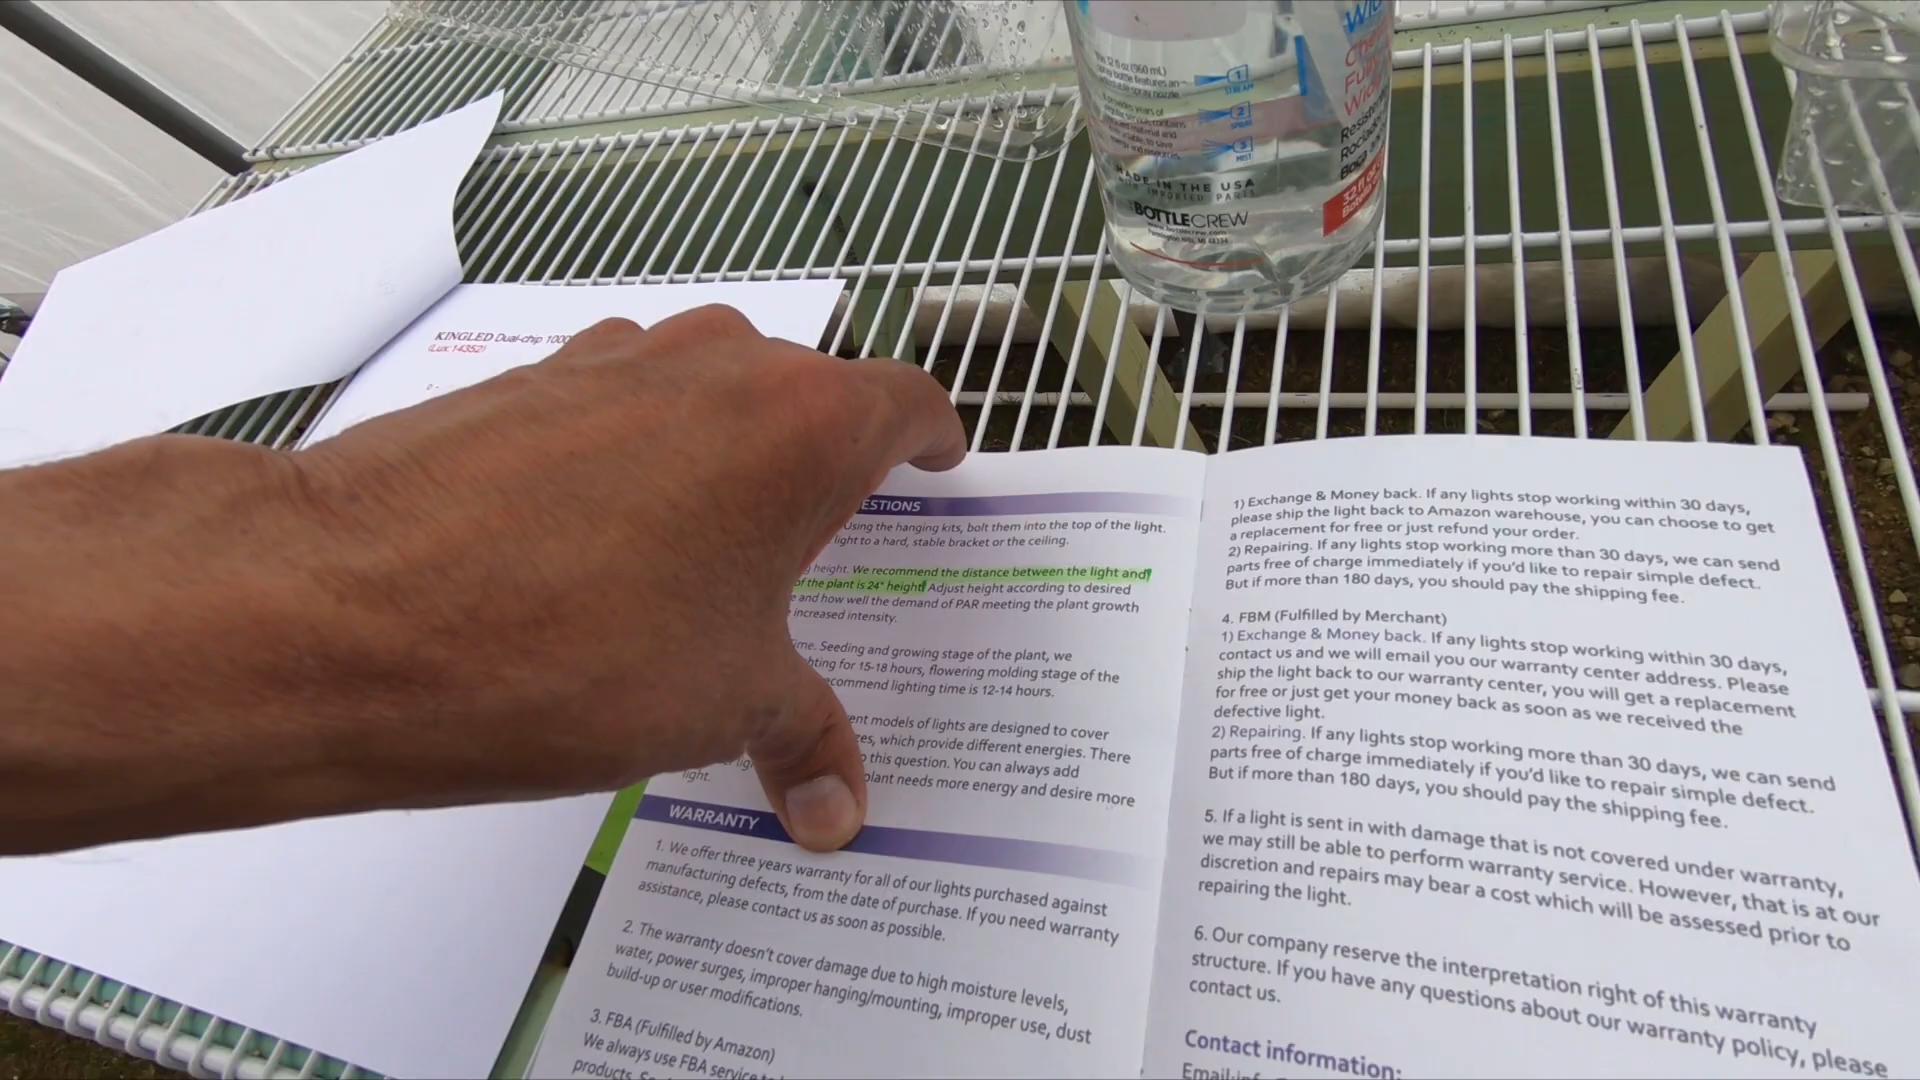 1
STREAM
2
SPRAY
3
MIST
MADE IN THE USA
WITH IMPORTED PARTS
BOTTLECREW
www.bottlecrew.com
Farmington Hills, MI 48334
KINGLED Dual-chip 1000
(Lux: 14352)
ESTIONS
Using the hanging kits, bolt them into the top of the light.
light to a hard, stable bracket or the ceiling.
height. We recommend the distance between the light and
of the plant is 24" height. Adjust height according to desired
and how well the demand of PAR meeting the plant growth
increased intensity.
Time. Seeding and growing stage of the plant, we
hting for 15-18 hours, flowering molding stage of the
ecommend lighting time is 12-14 hours.
ent models of lights are designed to cover
zes, which provide different energies. There
this question. You can always add
plant needs more energy and desire more
light.
WARRANTY
1. We offer three years warranty for all of our lights purchased against
manufacturing defects, from the date of purchase. If you need warranty
assistance, please contact us as soon as possible.
2. The warranty doesn't cover damage due to high moisture levels,
water, power surges, improper hanging/mounting, improper use, dust
build-up or user modifications.
3. FBA (Fulfilled by Amazon)
We always use FBA service to
products.
1) Exchange & Money back. If any lights stop working within 30 days,
please ship the light back to Amazon warehouse, you can choose to get
a replacement for free or just refund your order.
2) Repairing. If any lights stop working more than 30 days, we can send
parts free of charge immediately if you'd like to repair simple defect.
But if more than 180 days, you should pay the shipping fee.
4. FBM (Fulfilled by Merchant)
1) Exchange & Money back. If any lights stop working within 30 days,
contact us and we will email you our warranty center address. Please
ship the light back to our warranty center, you will get a replacement
for free or just get your money back as soon as we received the
defective light.
2) Repairing. If any lights stop working more than 30 days, we can send
parts free of charge immediately if you'd like to repair simple defect.
But if more than 180 days, you should pay the shipping fee.
5. If a light is sent in with damage that is not covered under warranty,
we may still be able to perform warranty service. However, that is at our
discretion and repairs may bear a cost which will be assessed prior to
repairing the light.
6. Our company reserve the interpretation right of this warranty
structure. If you have any questions about our warranty policy, please
contact us.
Contact information: